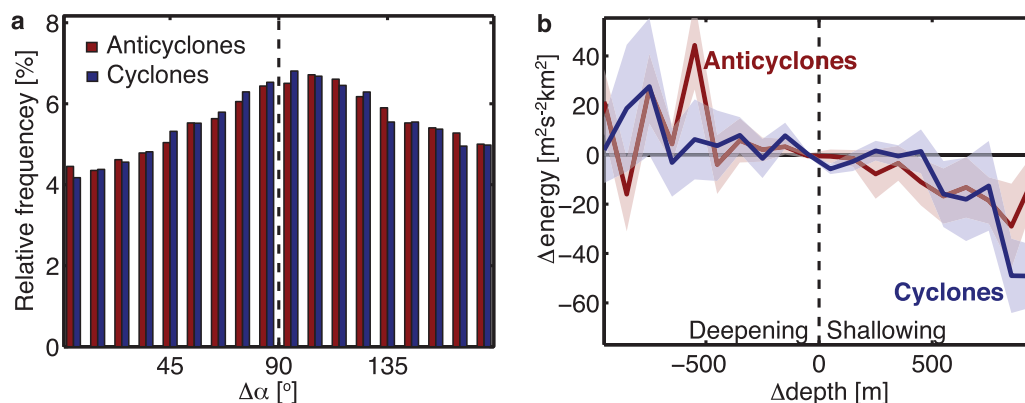 a
Relative frequencey [%]
8
6
4
2
0
Anticyclones
Cyclones
45
90
135
Δα [°]
b
Δenergy [m²s⁻²km²]
40
20
0
−20
−40
−60
Anticyclones
Cyclones
Deepening
Shallowing
−500
0
500
Δdepth [m]